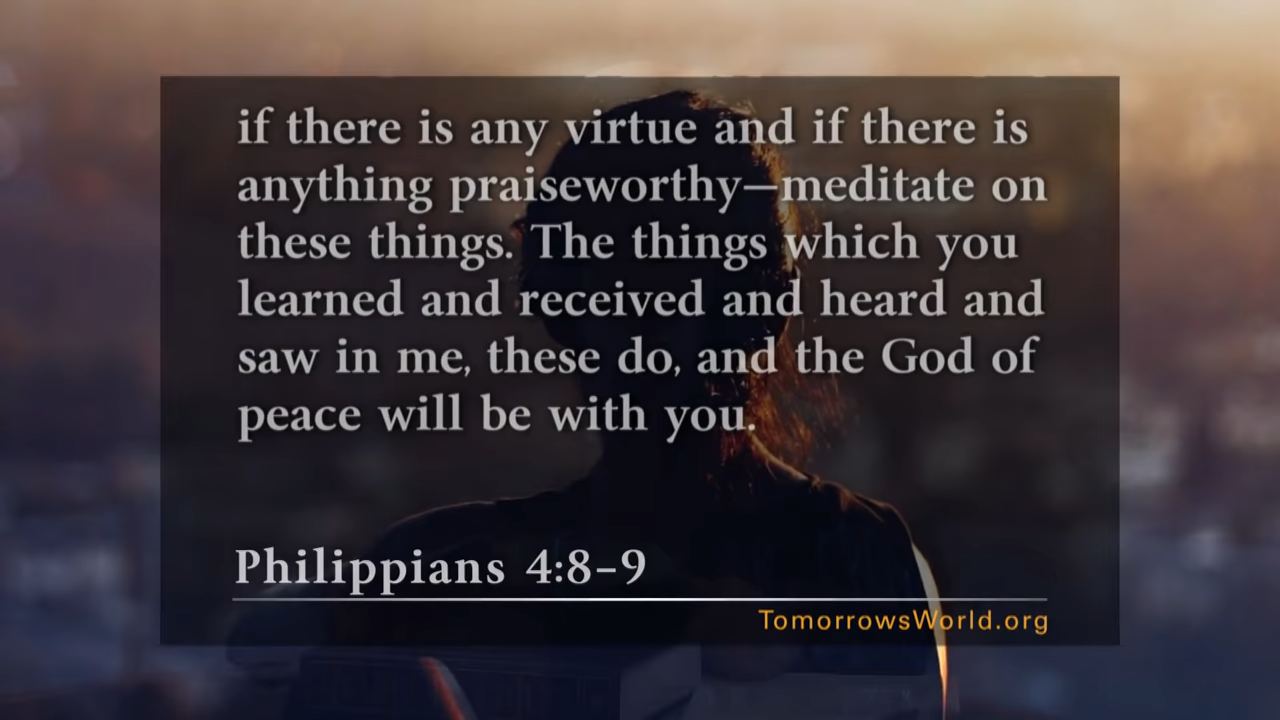 if there is any virtue and if there is
anything praiseworthy—meditate on
these things. The things which you
learned and received and heard and
saw in me, these do, and the God of
peace will be with you.
Philippians 4:8–9
TomorrowsWorld.org